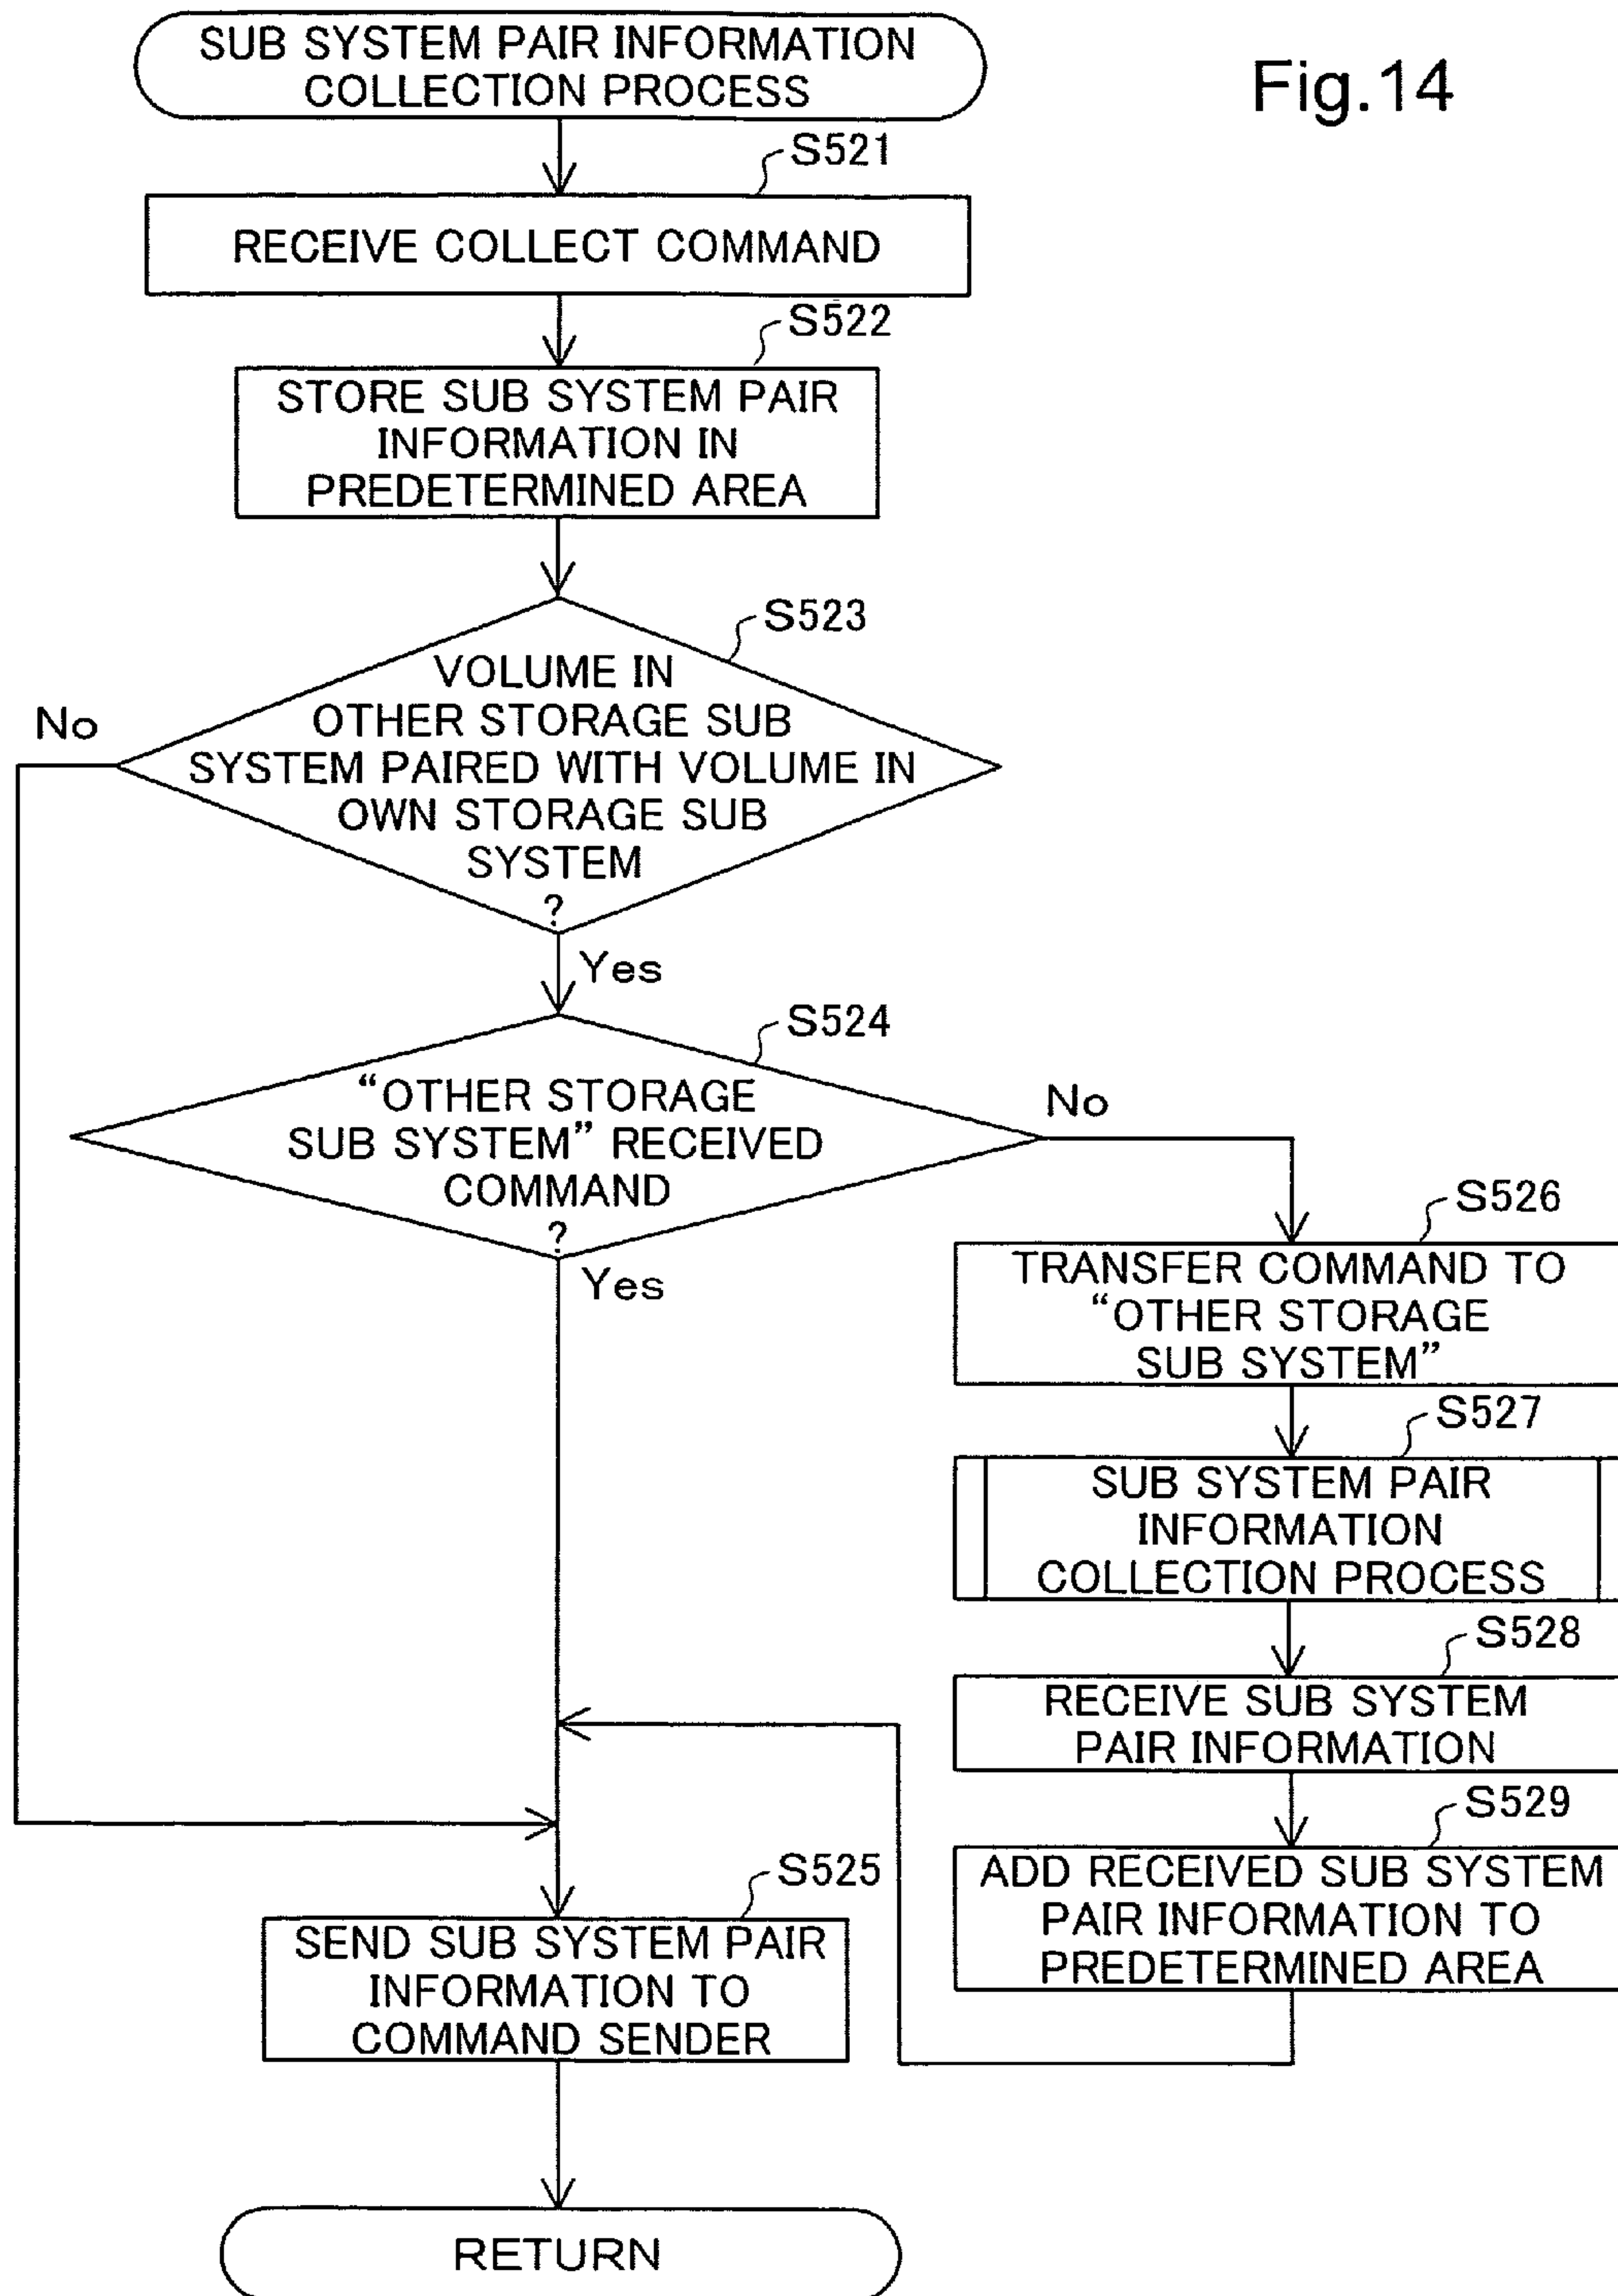 SUB SYSTEM PAIR INFORMATION
COLLECTION PROCESS
Fig.14
S521
RECEIVE COLLECT COMMAND
S522
STORE SUB SYSTEM PAIR
INFORMATION IN
PREDETERMINED AREA
S523
VOLUME IN
OTHER STORAGE SUB
SYSTEM PAIRED WITH VOLUME IN
OWN STORAGE SUB
SYSTEM
?
No
Yes
S524
“OTHER STORAGE
SUB SYSTEM” RECEIVED
COMMAND
?
No
Yes
S526
TRANSFER COMMAND TO
“OTHER STORAGE
SUB SYSTEM”
S527
SUB SYSTEM PAIR
INFORMATION
COLLECTION PROCESS
S528
RECEIVE SUB SYSTEM
PAIR INFORMATION
S529
ADD RECEIVED SUB SYSTEM
PAIR INFORMATION TO
PREDETERMINED AREA
S525
SEND SUB SYSTEM PAIR
INFORMATION TO
COMMAND SENDER
RETURN